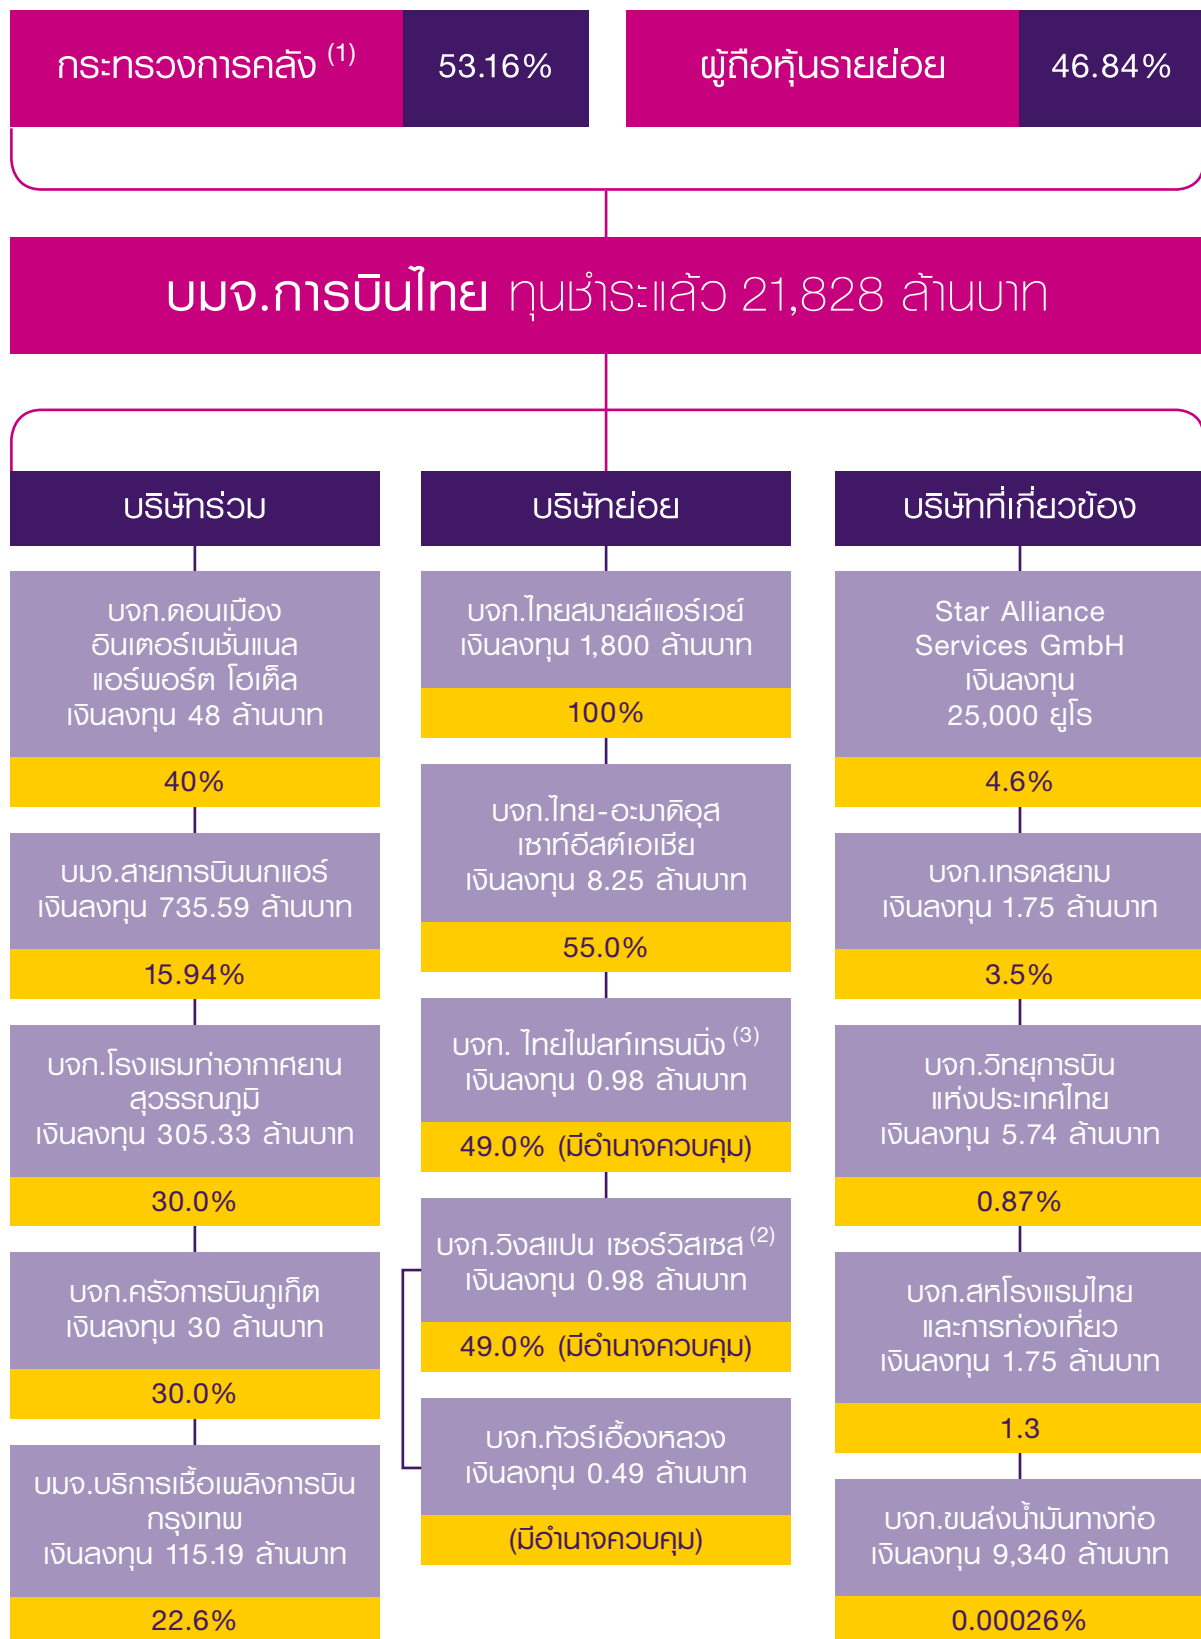 กระทรวงการคลัง (1)
53.16%
ผู้ถือหุ้นรายย่อย
46.84%
บมจ.การบินไทย ทุนชำระแล้ว 21,828 ล้านบาท
บริษัทร่วม
บจก.ดอนเมือง
อินเตอร์เนชั่นแนล
แอร์พอร์ต โฮเต็ล
เงินลงทุน 48 ล้านบาท
40%
บมจ.สายการบินนกแอร์
เงินลงทุน 735.59 ล้านบาท
15.94%
บจก.โรงแรมท่าอากาศยาน
สุวรรณภูมิ
เงินลงทุน 305.33 ล้านบาท
30.0%
บจก.ครัวการบินภูเก็ต
เงินลงทุน 30 ล้านบาท
30.0%
บมจ.บริการเชื้อเพลิงการบิน
กรุงเทพ
เงินลงทุน 115.19 ล้านบาท
22.6%
บริษัทย่อย
บจก.ไทยสมายล์แอร์เวย์
เงินลงทุน 1,800 ล้านบาท
100%
บจก.ไทย-อะมาดิอุส
เซาท์อีสต์เอเชีย
เงินลงทุน 8.25 ล้านบาท
55.0%
บจก. ไทยไฟลท์เทรนนิ่ง (3)
เงินลงทุน 0.98 ล้านบาท
49.0% (มีอำนาจควบคุม)
บจก.วิงสแปน เซอร์วิสเซส (2)
เงินลงทุน 0.98 ล้านบาท
49.0% (มีอำนาจควบคุม)
บจก.ทัวร์เอื้องหลวง
เงินลงทุน 0.49 ล้านบาท
(มีอำนาจควบคุม)
บริษัทที่เกี่ยวข้อง
Star Alliance
Services GmbH
เงินลงทุน
25,000 ยูโร
4.6%
บจก.เทรดสยาม
เงินลงทุน 1.75 ล้านบาท
3.5%
บจก.วิทยุการบิน
แห่งประเทศไทย
เงินลงทุน 5.74 ล้านบาท
0.87%
บจก.สหโรงแรมไทย
และการท่องเที่ยว
เงินลงทุน 1.75 ล้านบาท
1.3
บจก.ขนส่งน้ำมันทางท่อ
เงินลงทุน 9,340 ล้านบาท
0.00026%